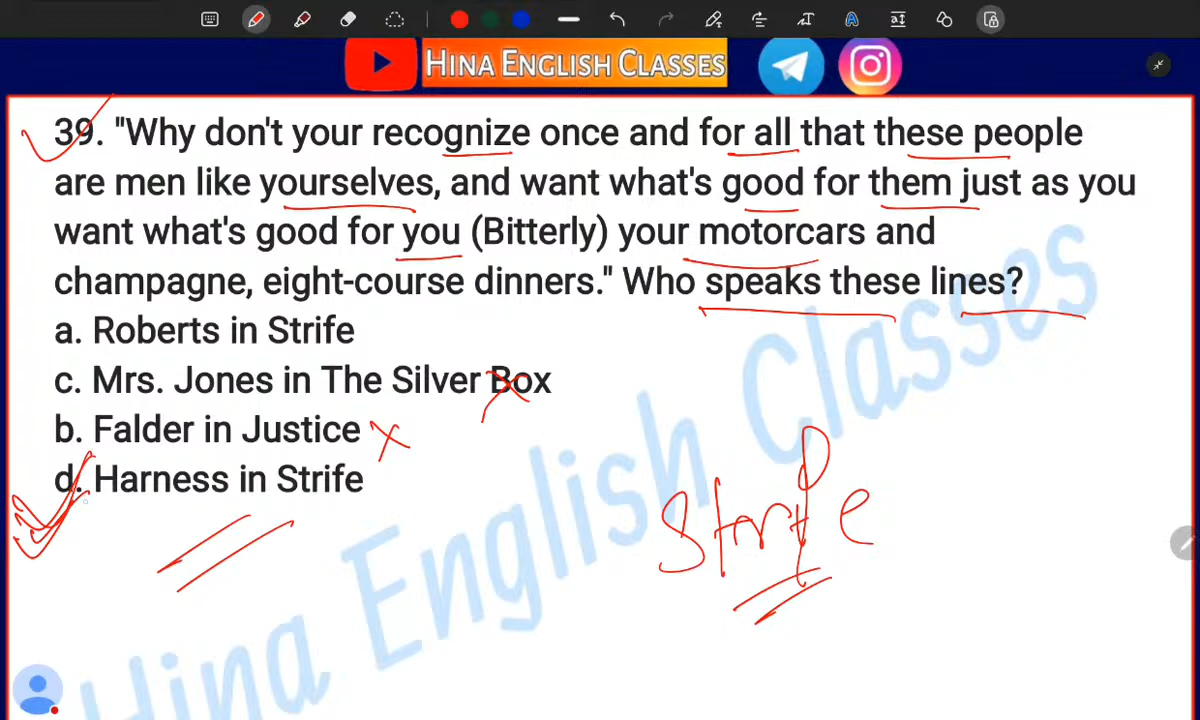 HINA ENGLISH CLASSES
39. "Why don't your recognize once and for all that these people
are men like yourselves, and want what's good for them just as you
want what's good for you (Bitterly) your motorcars and
champagne, eight-course dinners." Who speaks these lines?
a. Roberts in Strife
c. Mrs. Jones in The Silver Box
b. Falder in Justice
d. Harness in Strife
Strife
Hina English Classes